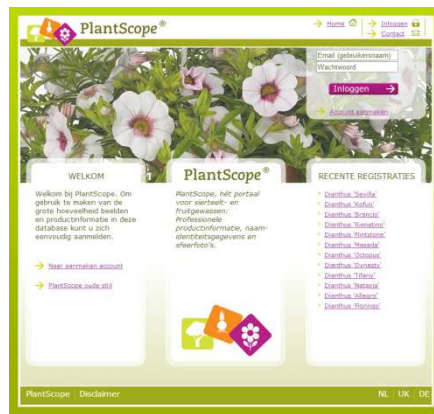 PlantScope®
Home
Inloggen
Contact
Email (gebruikersnaam)
Wachtwoord
Inloggen
Account aanmaken
WELKOM
Welkom bij PlantScope. Om
gebruik te maken van de
grote hoeveelheid beelden
en productinformatie in deze
database kunt u zich
eenvoudig aanmelden.
Naar aanmaken account
PlantScope oude stijl
PlantScope®
PlantScope, hét portaal
voor sierteelt- en
fruitgewassen:
Professionele
productinformatie, naam-
identiteitsgegevens en
sfeerfoto's.
RECENTE REGISTRATIES
Dianthus 'Sevilla'
Dianthus 'Kofuji'
Dianthus 'Brancio'
Dianthus
Dianthus 'Flintstone'
Dianthus 'Masada'
Dianthus 'Octopus'
Dianthus 'Dynasty'
Dianthus 'Tifany'
Dianthus 'Natasja'
Dianthus 'Allegro'
Dianthus
PlantScope
Disclaimer
NL
UK
DE